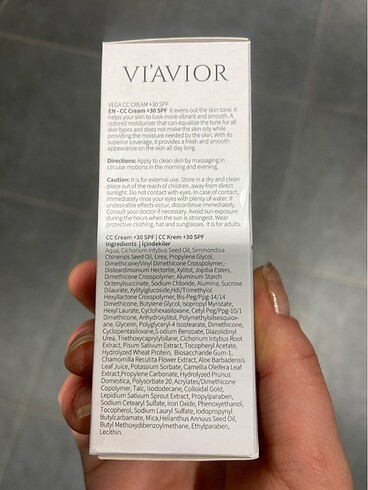 VI'AVIOR
VEGA CC CREAM +30 SPF
EN - CC Cream +30 SPF It evens out the skin tone. It
helps your skin to look more vibrant and smooth. A
colored moisturizer that can equalize the tone for all
skin types and does not make the skin oily while
providing the moisture needed by the skin; With its
superior coverage, it provides a fresh and smooth
appearance on the skin all day long.
Directions: Apply to clean skin by massaging in
circular motions in the morning and evening.
Caution: It is for external use. Store in a dry and clean
place out of the reach of children, away from direct
sunlight. Do not contact with eyes. In case of contact,
immediately rinse your eyes with plenty of water. If
undesirable effects occur, discontinue immediately.
Consult your doctor if necessary. Avoid sun exposure
during the hours when the sun is strongest. Wear
protective clothing, hat and sunglasses. It is for adults.
CC Cream +30 SPF | CC Krem +30 SPF
Ingredients | İçindekiler
Aqua, Cichorium Intybus Seed Oil, Simmondsia
Chinensis Seed Oil, Urea, Propylene Glycol,
Dimethicone/Vinyl Dimethicone Crosspolymer,-
Disteardimonium Hectorite, Xylitol, Jojoba Esters,
Dimethicone Crosspolymer, Aluminum Starch
Octenylsuccinate, Sodium Chloride, Alumina, Sucrose
Dilaurate, Xylitylglucoside,Hdi/Trimethylol
Hexyllactone Crosspolymer, Bis-Peg/Ppg-14/14
Dimethicone, Butylene Glycol, Isopropyl Myristate,
Hexyl Laurate, Cyclohexasiloxane, Cetyl Peg/Ppg-10/1
Dimethicone, Anhydroxylitol, Polymethylsilsesquiox-
ane, Glycerin, Polyglyceryl-4 Isostearate, Dimethicone,
Cyclopentasiloxane, Sodium Benzoate, Diazolidinyl
Urea, Triethoxycaprylylsilane, Cichorium Intybus Root
Extract, Pisum Sativum Extract, Tocopheryl Acetate,
Hydrolyzed Wheat Protein, Biosaccharide Gum-1,
Chamomilla Recutita Flower Extract, Aloe Barbadensis
Leaf Juice, Potassium Sorbate, Camellia Oleifera Leaf
Extract,Propylene Carbonate, Hydrolyzed Prunus
Domestica, Polysorbate 20, Acrylates/Dimethicone
Copolymer, Talc, Isododecane, Colloidal Gold,
Lepidium Sativum Sprout Extract, Propylparaben,
Sodium Cetearyl Sulfate, Iron Oxide, Phenoxyethanol,
Tocopherol, Sodium Lauryl Sulfate, Iodopropynyl
Butylcarbamate, Mica,Helianthus Annuus Seed Oil,
Butyl Methoxydibenzoylmethane, Ethylparaben,
Lecithin.